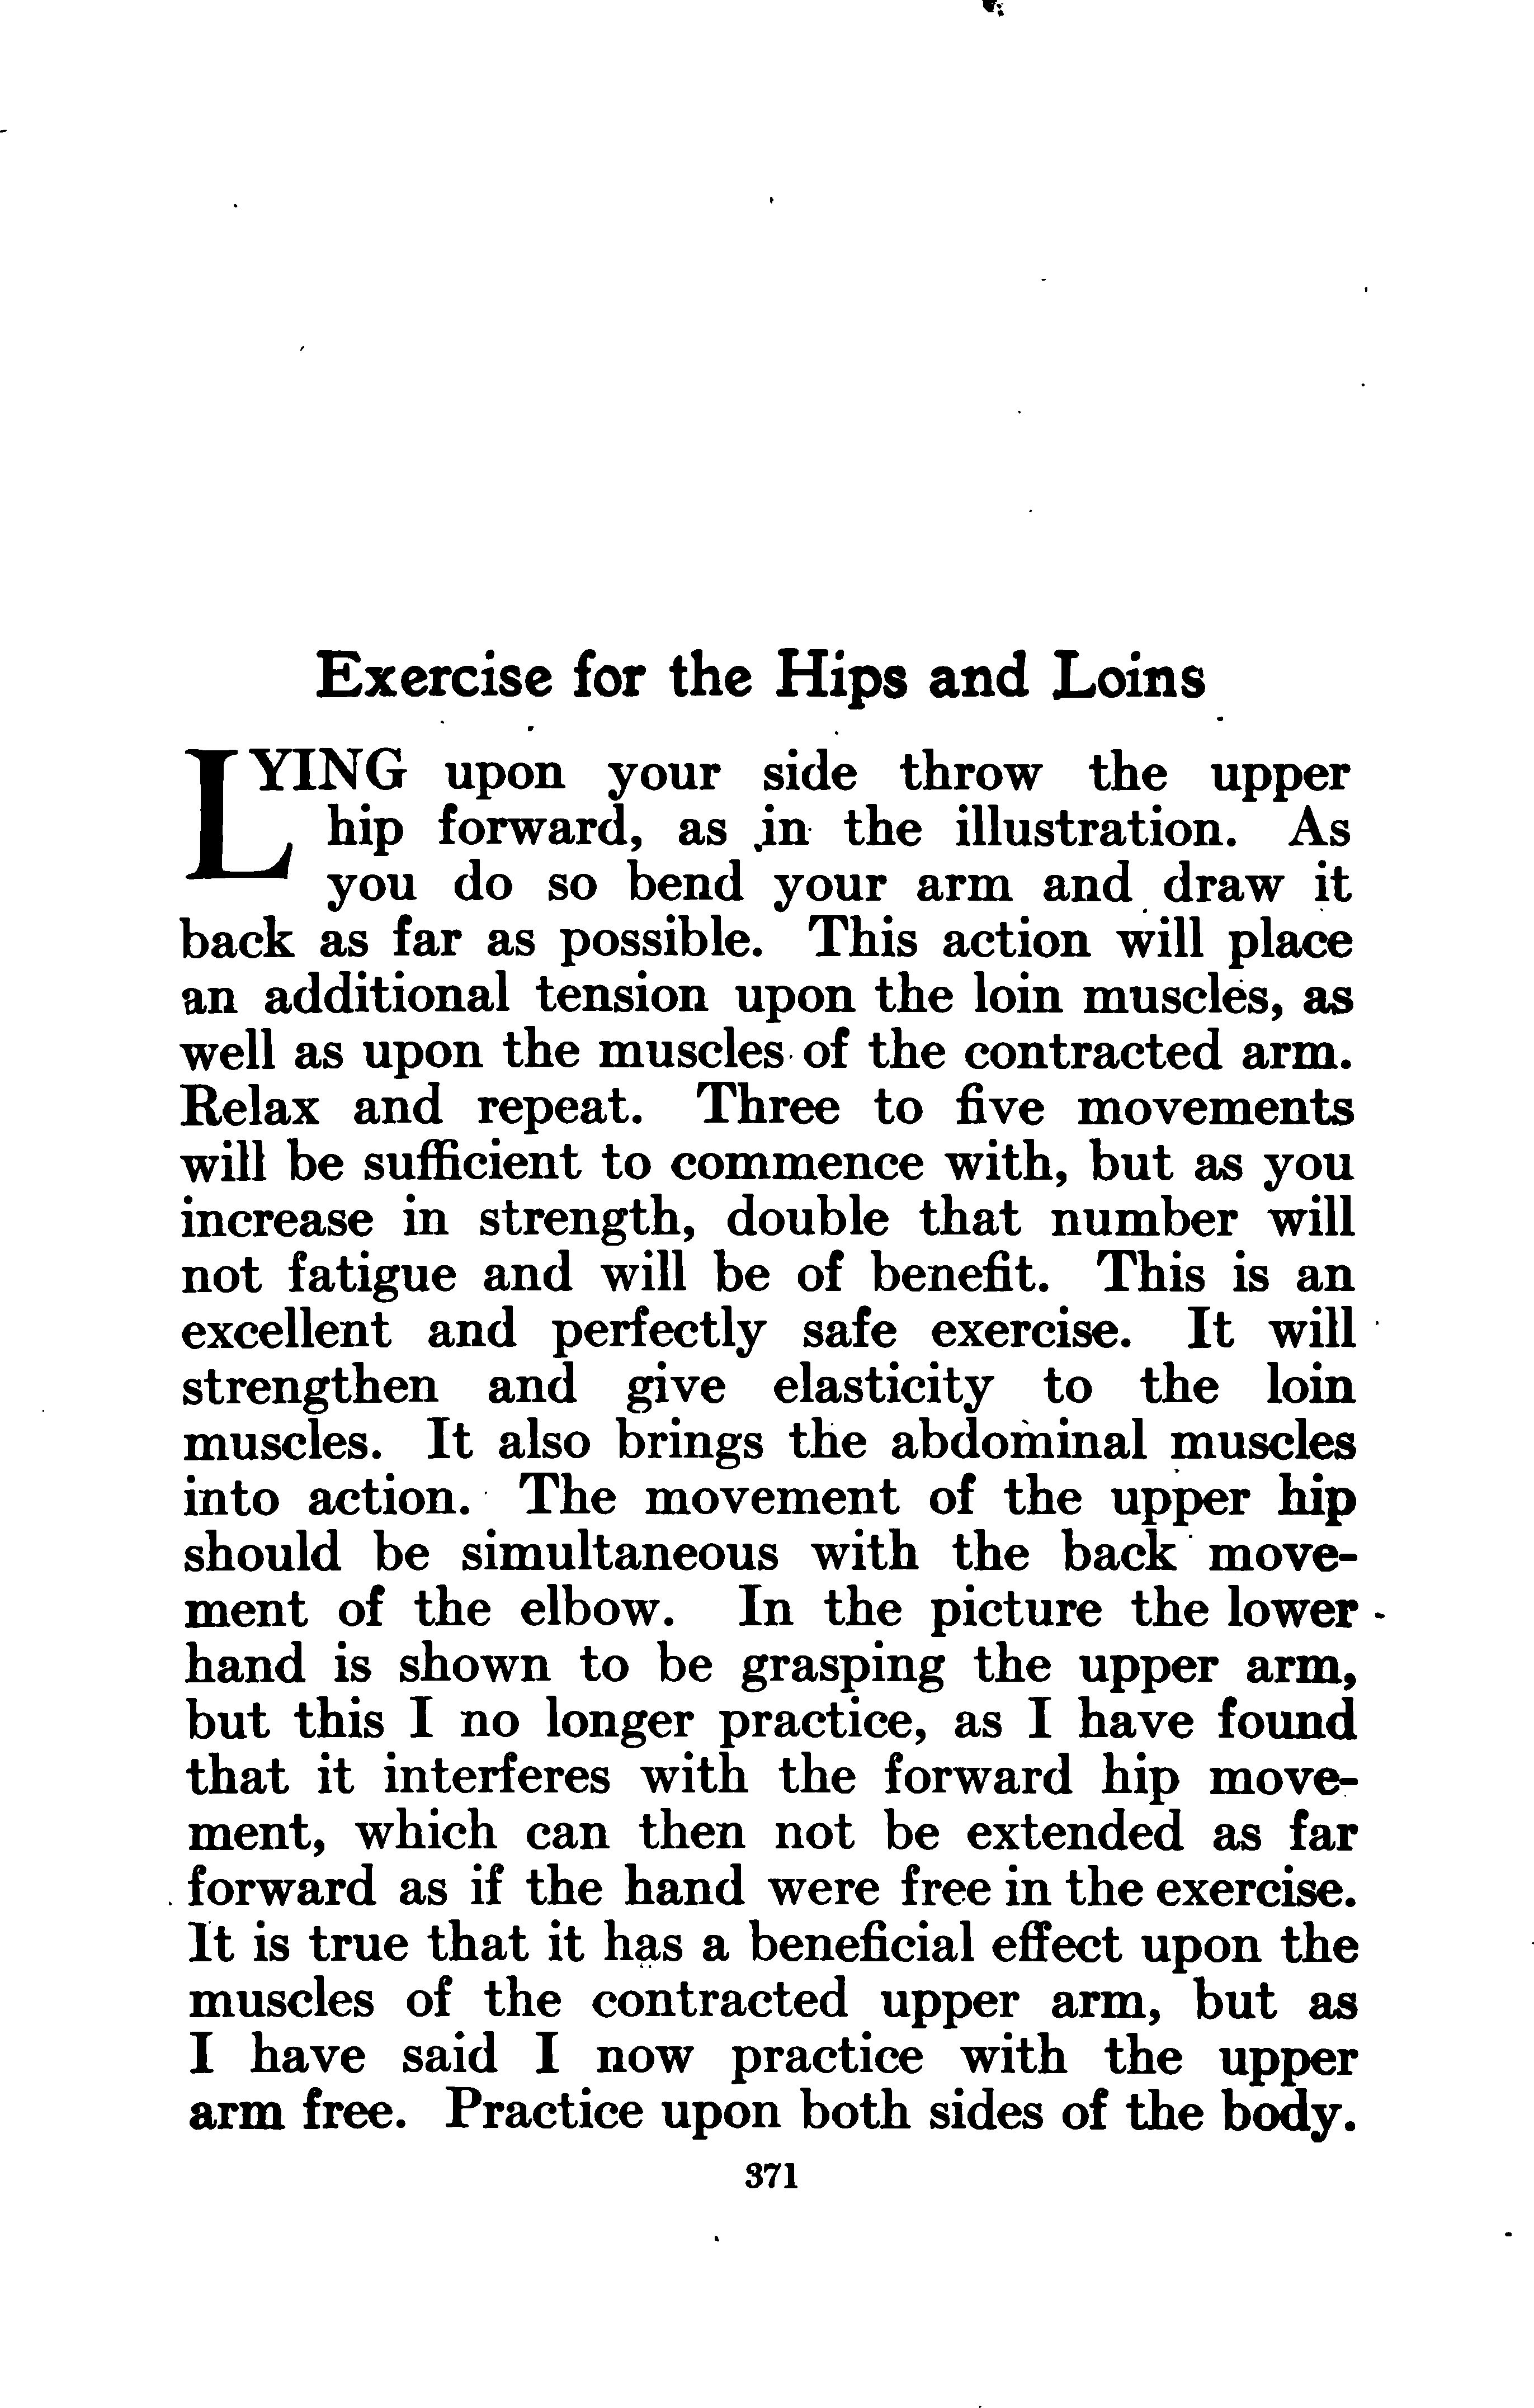 Exercise for the Hips and Loins
LYING upon your side throw the upper
hip forward, as in the illustration. As
you do so bend your arm and draw it
back as far as possible. This action will place
an additional tension upon the loin muscles, as
well as upon the muscles of the contracted arm.
Relax and repeat. Three to five movements
will be sufficient to commence with, but as you
increase in strength, double that number will
not fatigue and will be of benefit. This is an
excellent and perfectly safe exercise. It will
strengthen and give elasticity to the loin
muscles. It also brings the abdominal muscles
into action. The movement of the upper hip
should be simultaneous with the back move-
ment of the elbow. In the picture the lower
hand is shown to be grasping the upper arm,
but this I no longer practice, as I have found
that it interferes with the forward hip move-
ment, which can then not be extended as far
forward as if the hand were free in the exercise.
It is true that it has a beneficial effect upon the
muscles of the contracted upper arm, but as
I have said I now practice with the upper
arm free. Practice upon both sides of the body.
371